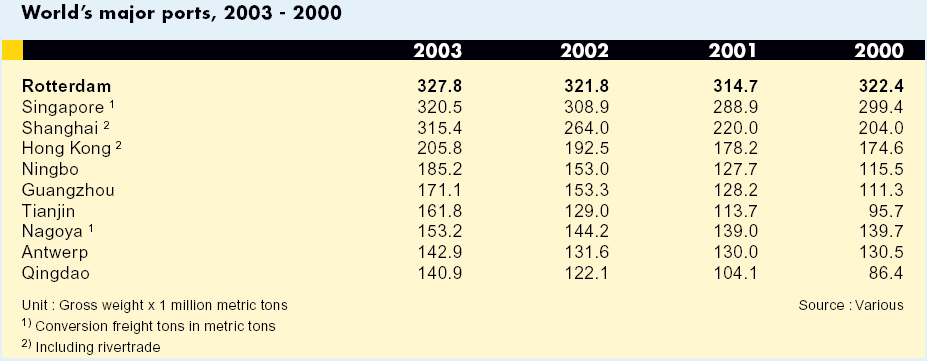 World's major ports, 2003 - 2000
2003 2002 2001 2000
Rotterdam 327.8 321.8 314.7 322.4
Singapore ¹ 320.5 308.9 288.9 299.4
Shanghai ² 315.4 264.0 220.0 204.0
Hong Kong ² 205.8 192.5 178.2 174.6
Ningbo 185.2 153.0 127.7 115.5
Guangzhou 171.1 153.3 128.2 111.3
Tianjin 161.8 129.0 113.7 95.7
Nagoya ¹ 153.2 144.2 139.0 139.7
Antwerp 142.9 131.6 130.0 130.5
Qingdao 140.9 122.1 104.1 86.4
Unit : Gross weight x 1 million metric tons Source : Various
¹⁾ Conversion freight tons in metric tons
²⁾ Including rivertrade